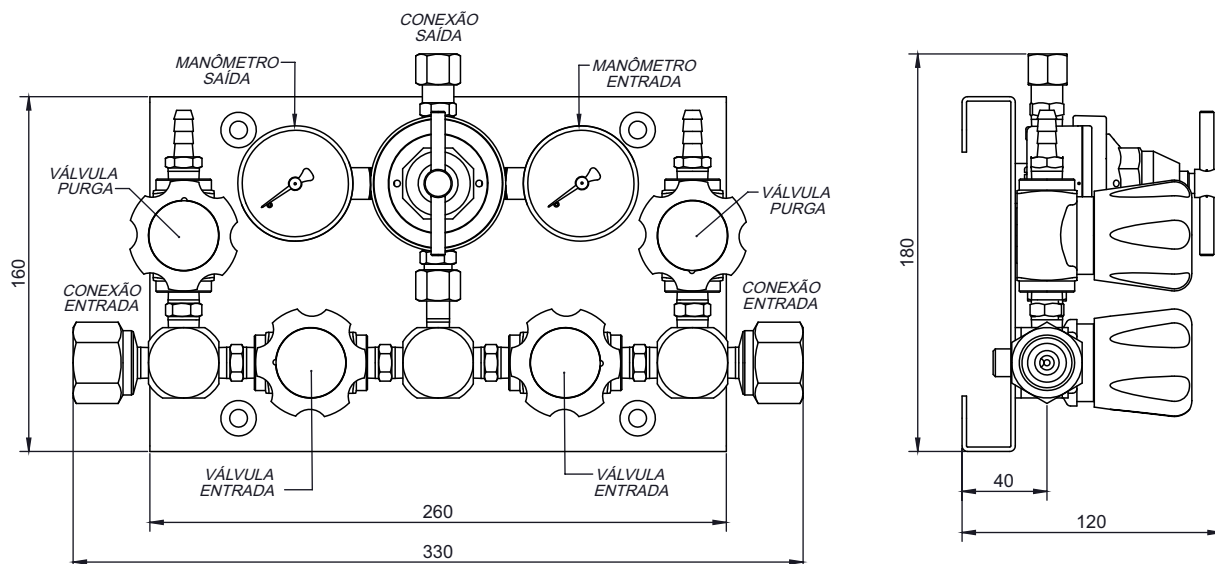 CONEXÃO
SAÍDA
MANÔMETRO
SAÍDA
MANÔMETRO
ENTRADA
VÁLVULA
PURGA
VÁLVULA
PURGA
160
180
CONEXÃO
ENTRADA
CONEXÃO
ENTRADA
VÁLVULA
ENTRADA
VÁLVULA
ENTRADA
40
260
120
330